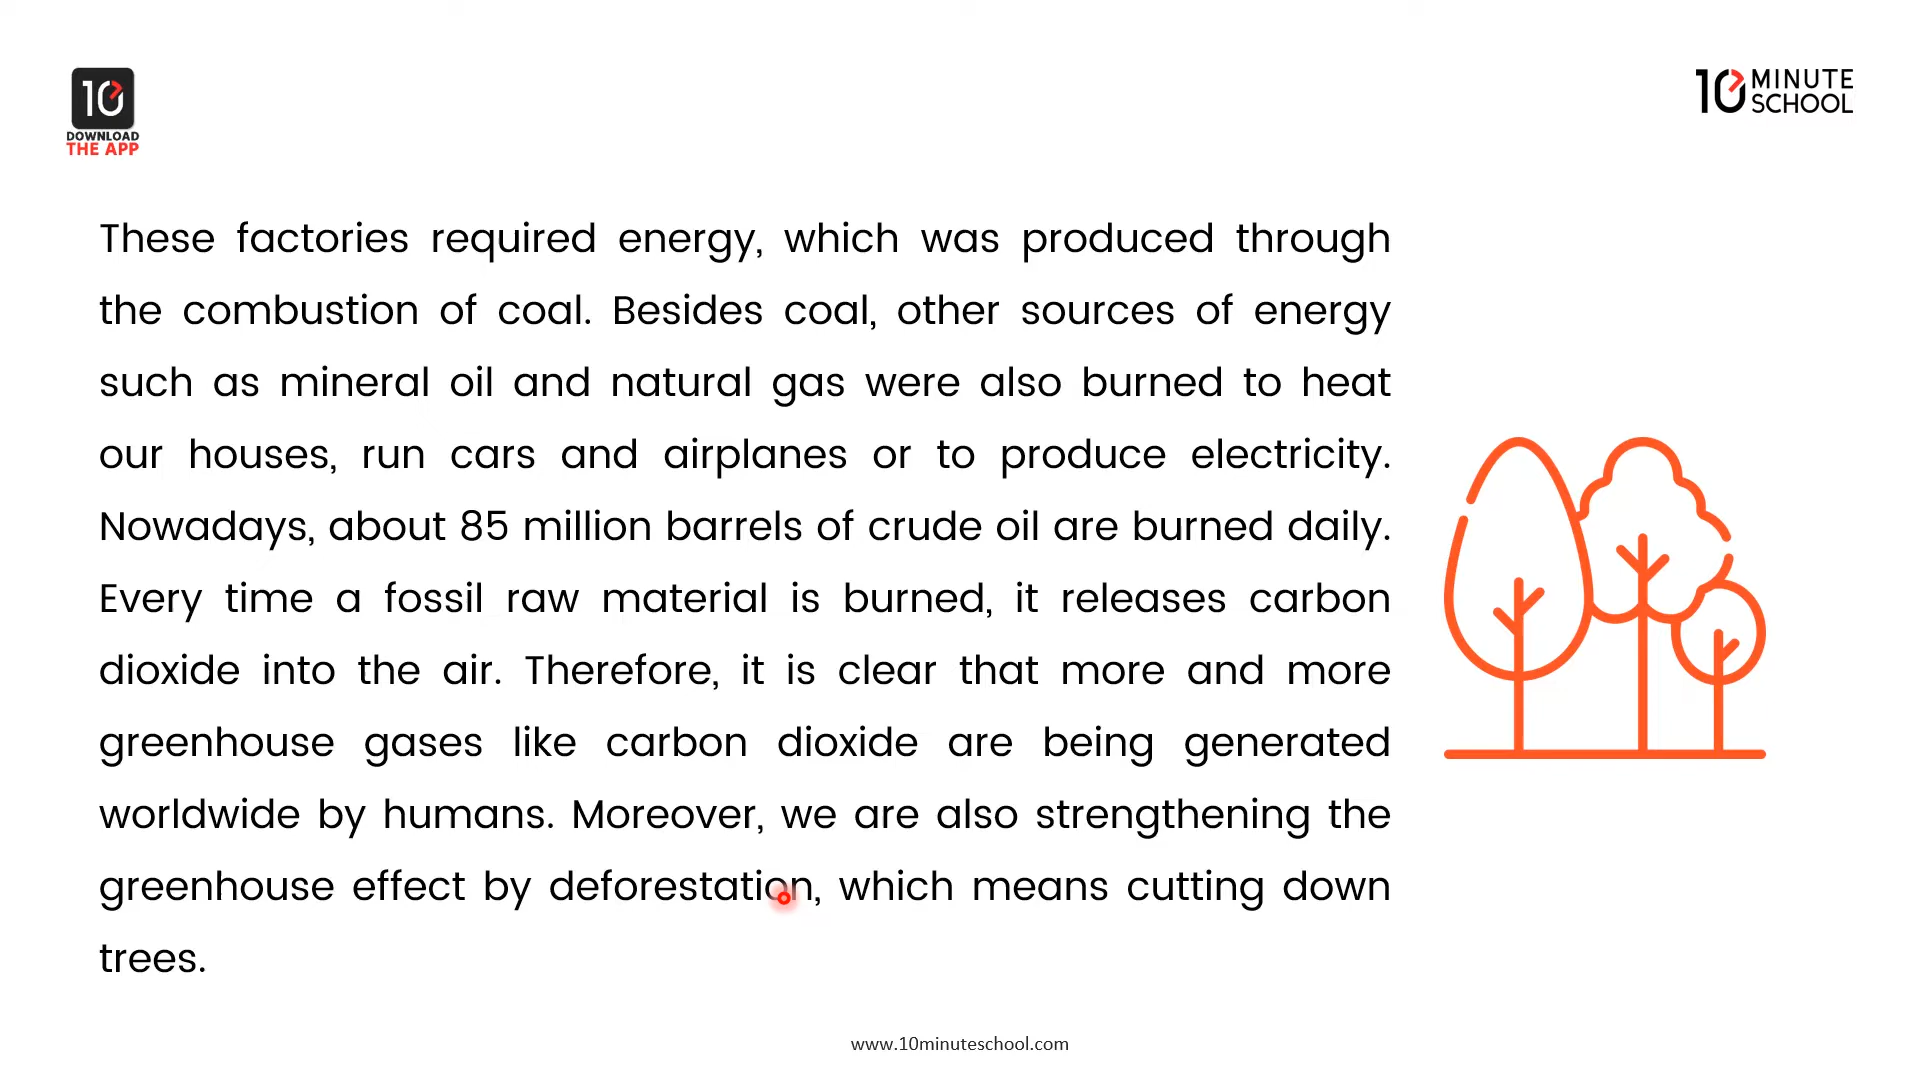 10
DOWNLOAD
THE APP
10 MINUTE
SCHOOL
These factories required energy, which was produced through
the combustion of coal. Besides coal, other sources of energy
such as mineral oil and natural gas were also burned to heat
our houses, run cars and airplanes or to produce electricity.
Nowadays, about 85 million barrels of crude oil are burned daily.
Every time a fossil raw material is burned, it releases carbon
dioxide into the air. Therefore, it is clear that more and more
greenhouse gases like carbon dioxide are being generated
worldwide by humans. Moreover, we are also strengthening the
greenhouse effect by deforestation, which means cutting down
trees.
www.10minuteschool.com